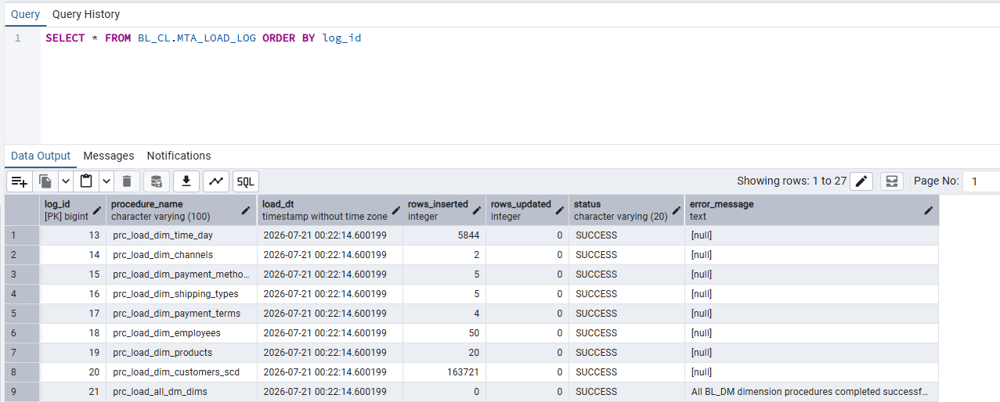 Query Query History
1 SELECT * FROM BL_CL.MTA_LOAD_LOG ORDER BY log_id
Data Output Messages Notifications
SQL Showing rows: 1 to 27 Page No: 1
log_id procedure_name load_dt rows_inserted rows_updated status error_message
[PK] bigint character varying (100) timestamp without time zone integer integer character varying (20) text
1 13 prc_load_dim_time_day 2026-07-21 00:22:14.600199 5844 0 SUCCESS [null]
2 14 prc_load_dim_channels 2026-07-21 00:22:14.600199 2 0 SUCCESS [null]
3 15 prc_load_dim_payment_metho... 2026-07-21 00:22:14.600199 5 0 SUCCESS [null]
4 16 prc_load_dim_shipping_types 2026-07-21 00:22:14.600199 5 0 SUCCESS [null]
5 17 prc_load_dim_payment_terms 2026-07-21 00:22:14.600199 4 0 SUCCESS [null]
6 18 prc_load_dim_employees 2026-07-21 00:22:14.600199 50 0 SUCCESS [null]
7 19 prc_load_dim_products 2026-07-21 00:22:14.600199 20 0 SUCCESS [null]
8 20 prc_load_dim_customers_scd 2026-07-21 00:22:14.600199 163721 0 SUCCESS [null]
9 21 prc_load_all_dm_dims 2026-07-21 00:22:14.600199 0 0 SUCCESS All BL_DM dimension procedures completed successf...